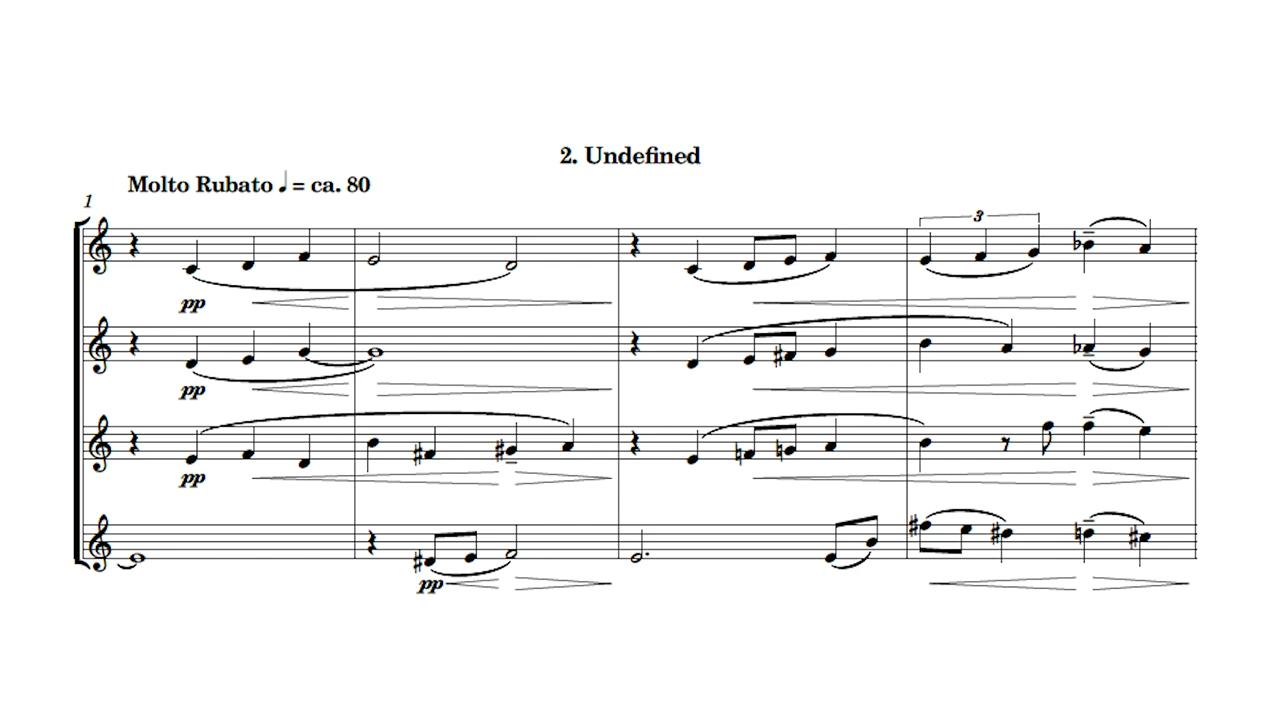 2. Undefined
Molto Rubato ♩ = ca. 80
1
3
pp
pp
pp
pp